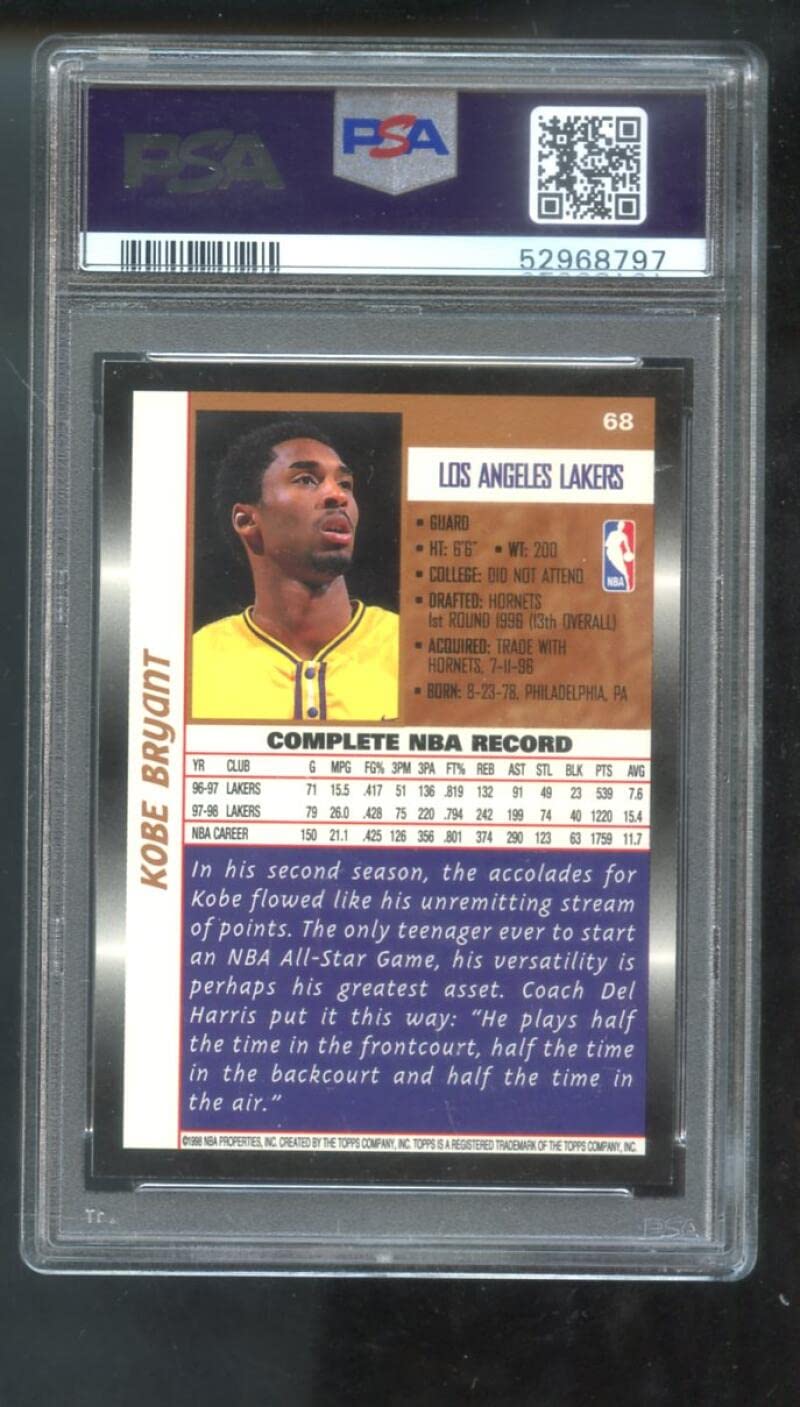 PSA
PSA
52968797
68
LOS ANGELES LAKERS
• GUARD
• HT: 6'6" • WT: 200
• COLLEGE: DID NOT ATTEND
• DRAFTED: HORNETS
1st ROUND 1996 (13th OVERALL)
• ACQUIRED: TRADE WITH
HORNETS, 7-11-96
• BORN: 8-23-78, PHILADELPHIA, PA
NBA
KOBE BRYANT
COMPLETE NBA RECORD
YR CLUB G MPG FG% 3PM 3PA FT% REB AST STL BLK PTS AVG
96-97 LAKERS 71 15.5 .417 51 136 .819 132 91 49 23 539 7.6
97-98 LAKERS 79 26.0 .428 75 220 .794 242 199 74 40 1220 15.4
NBA CAREER 150 21.1 .425 126 356 .801 374 290 123 63 1759 11.7
In his second season, the accolades for
Kobe flowed like his unremitting stream
of points. The only teenager ever to start
an NBA All-Star Game, his versatility is
perhaps his greatest asset. Coach Del
Harris put it this way: "He plays half
the time in the frontcourt, half the time
in the backcourt and half the time in
the air."
©1998 NBA PROPERTIES, INC. CREATED BY THE TOPPS COMPANY, INC. TOPPS IS A REGISTERED TRADEMARK OF THE TOPPS COMPANY, INC.
PSA